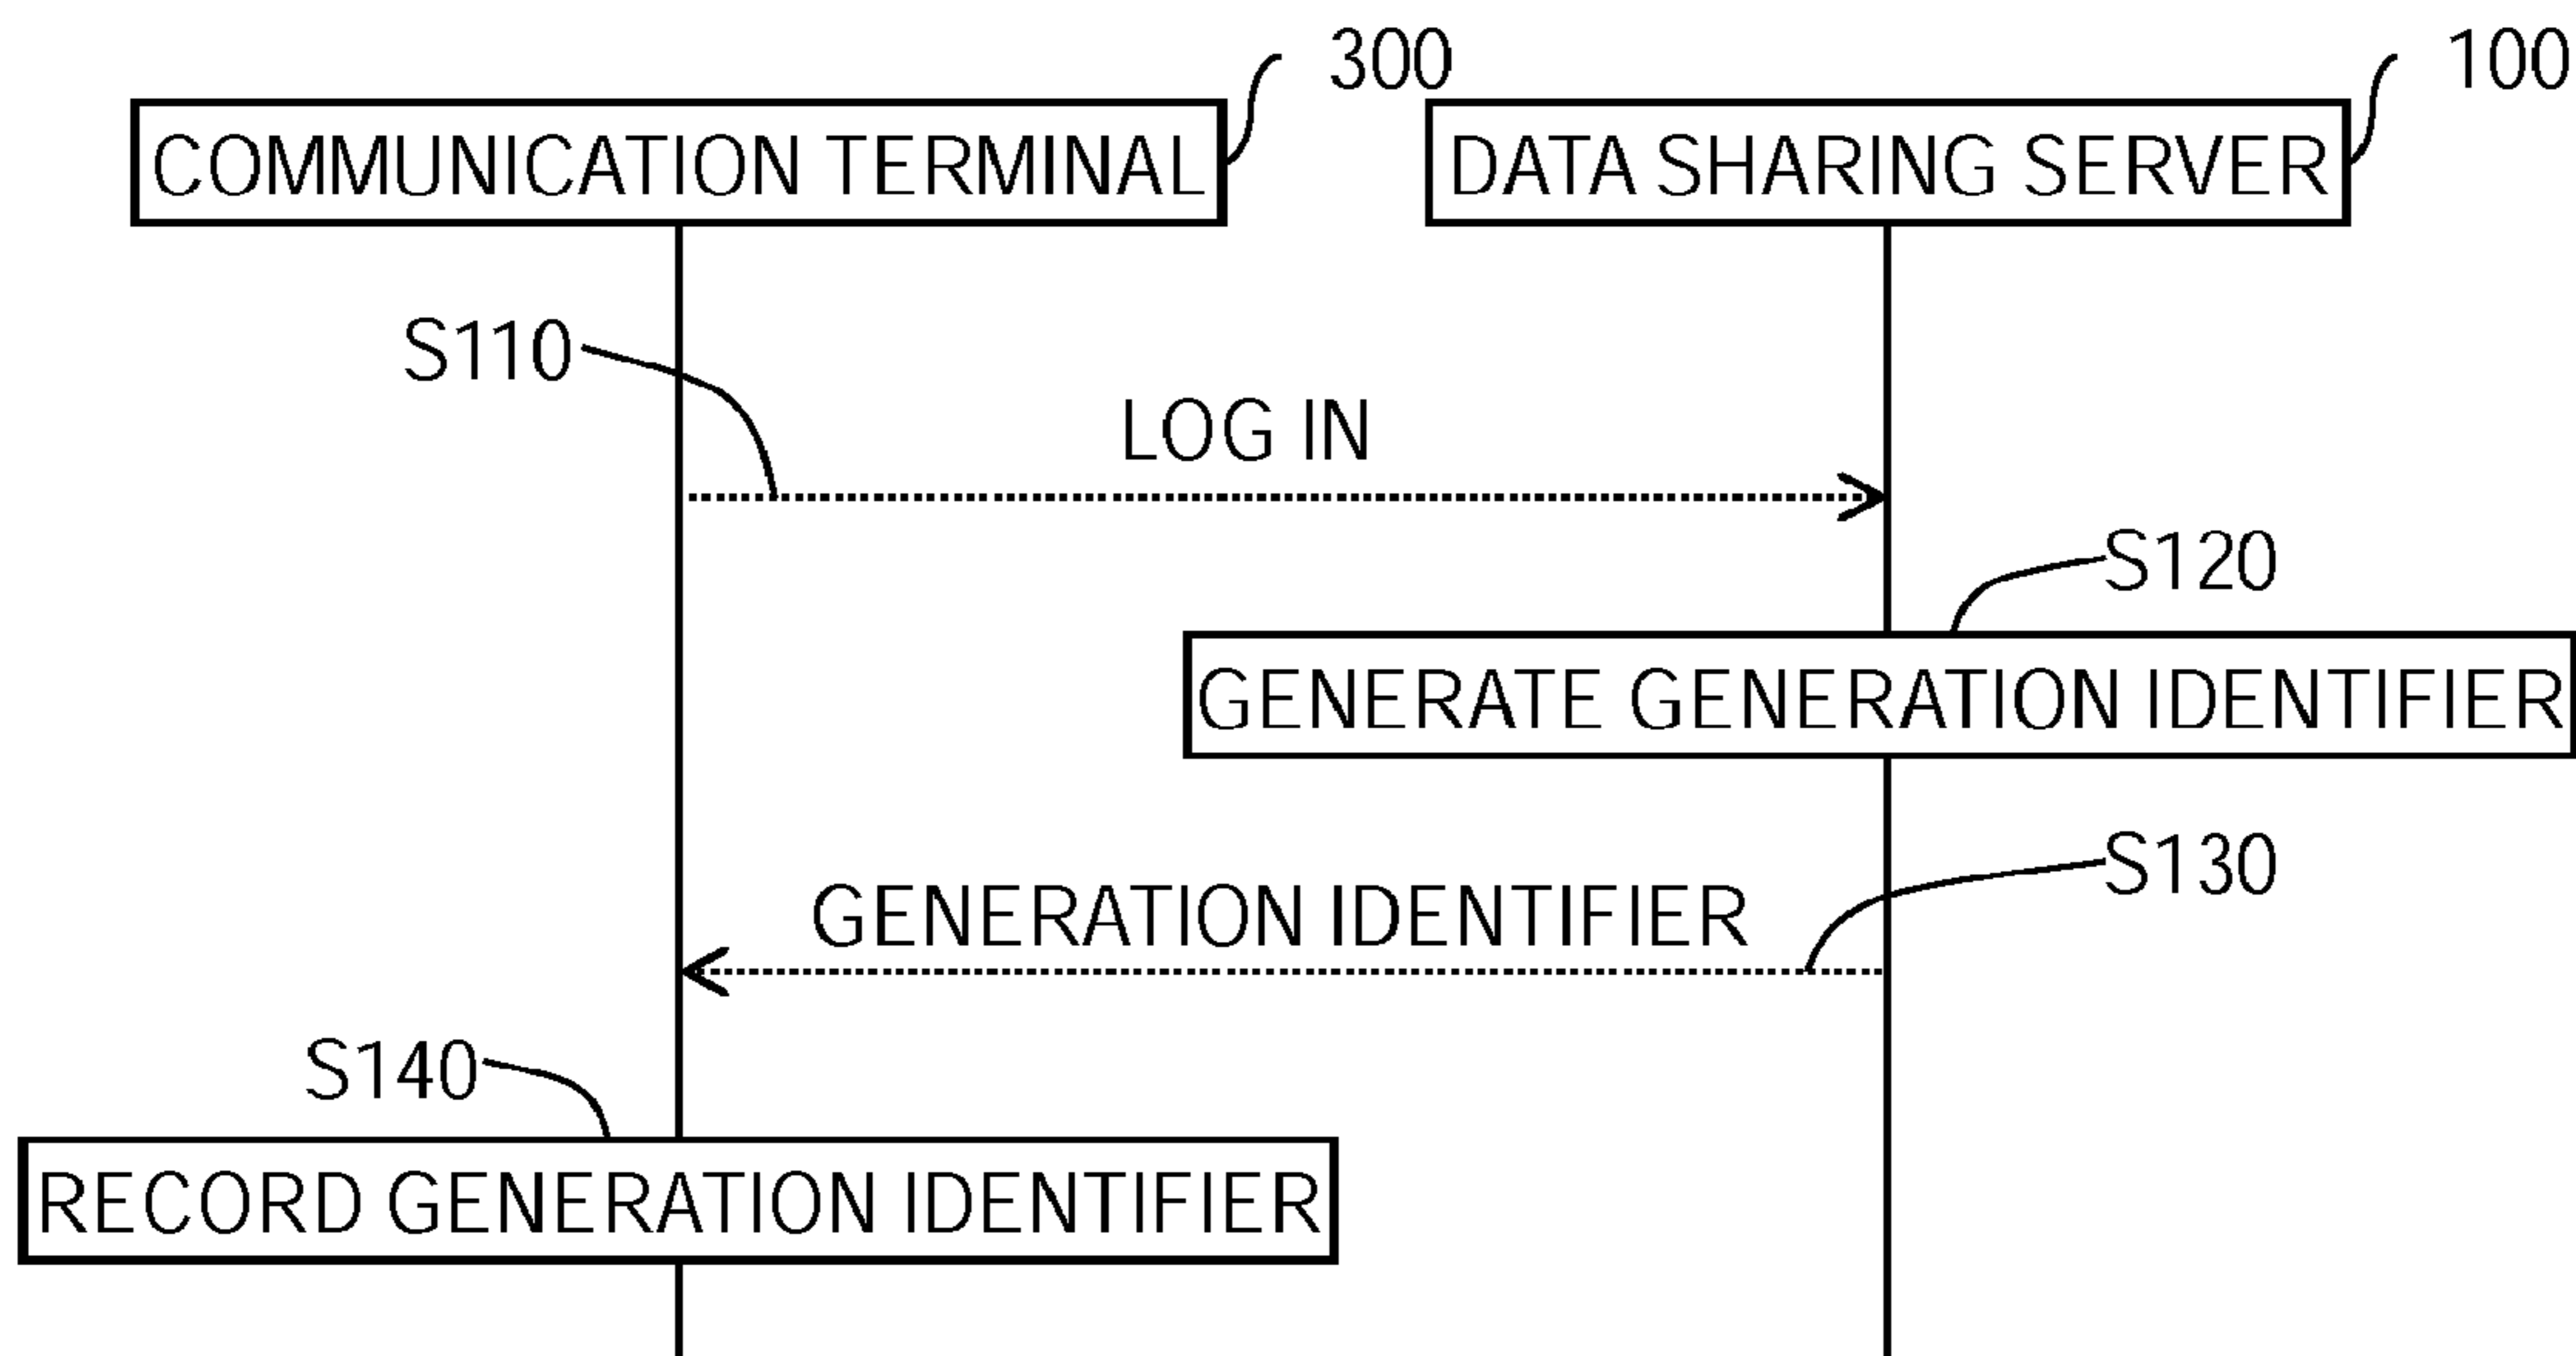 300
100
COMMUNICATION TERMINAL
DATA SHARING SERVER
S110
LOG IN
S120
GENERATE GENERATION IDENTIFIER
S130
GENERATION IDENTIFIER
S140
RECORD GENERATION IDENTIFIER